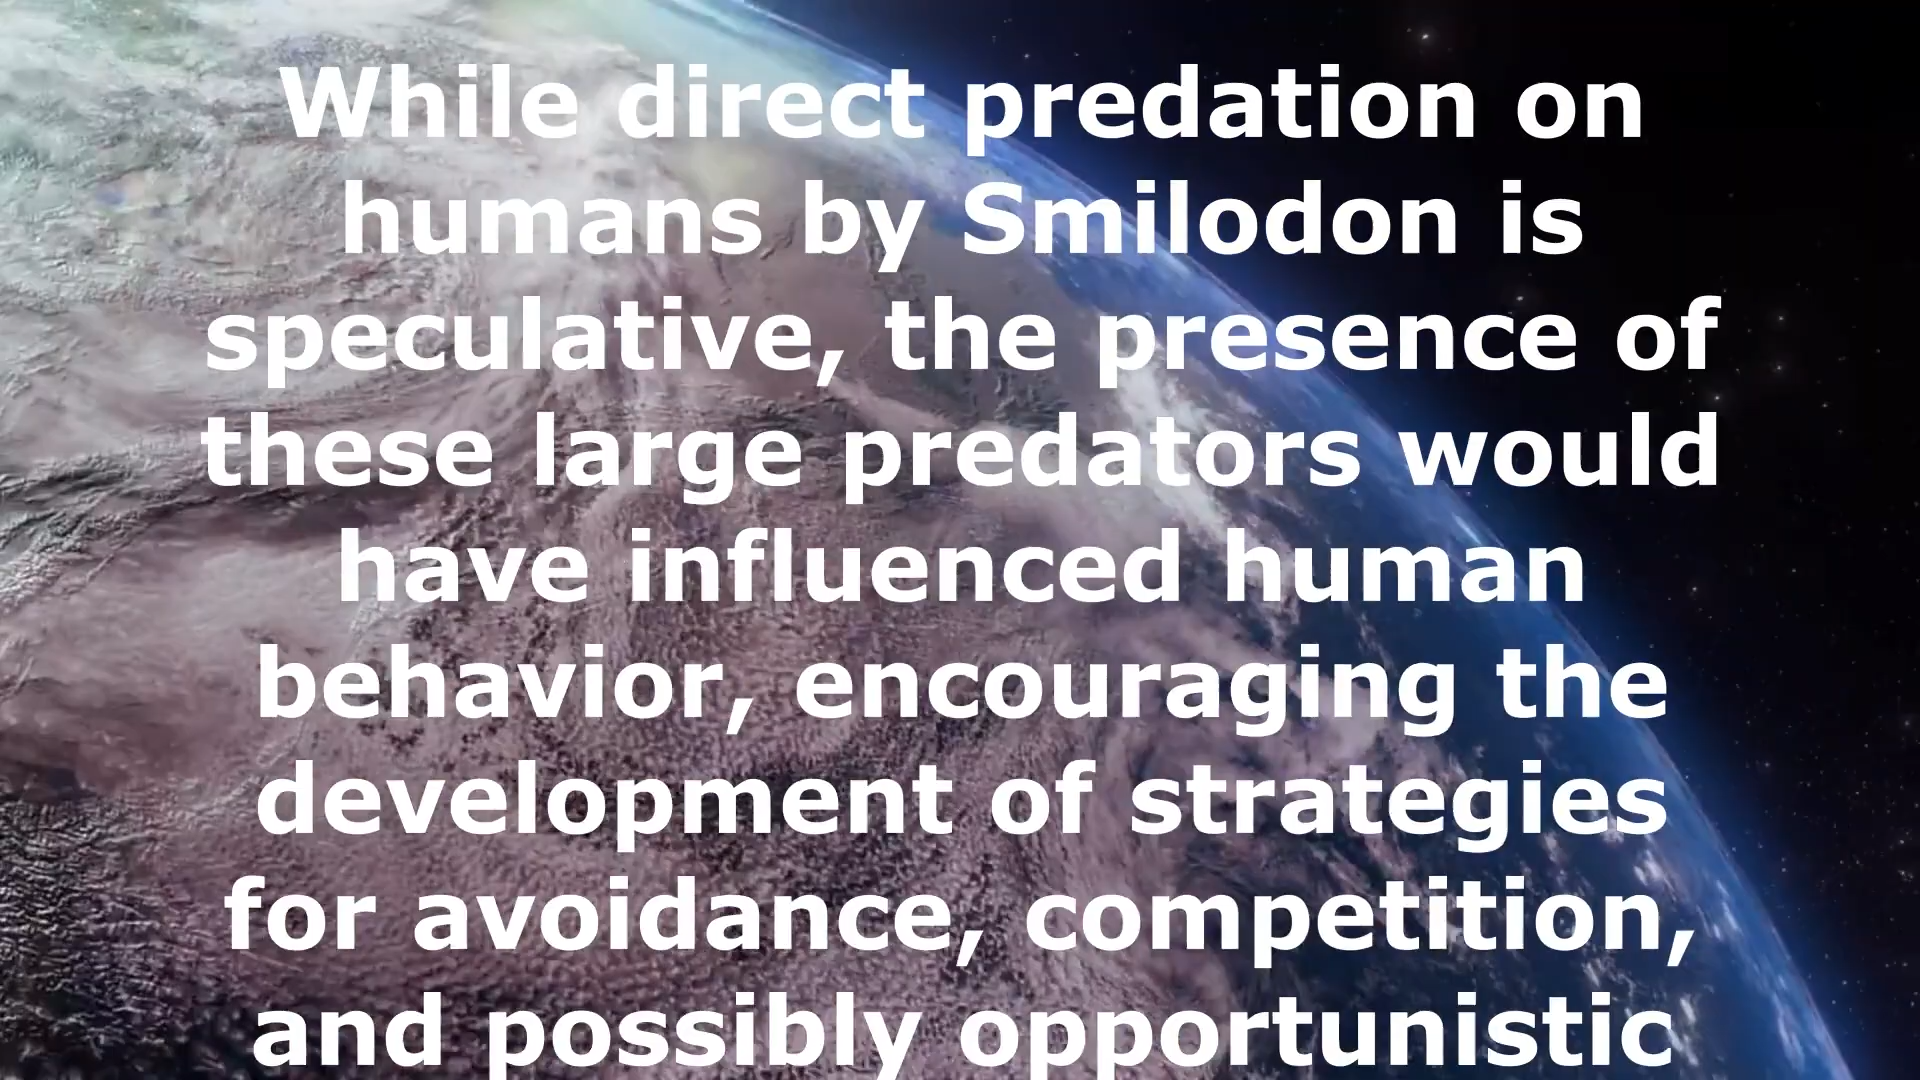 While direct predation on
humans by Smilodon is
speculative, the presence of
these large predators would
have influenced human
behavior, encouraging the
development of strategies
for avoidance, competition,
and possibly opportunistic